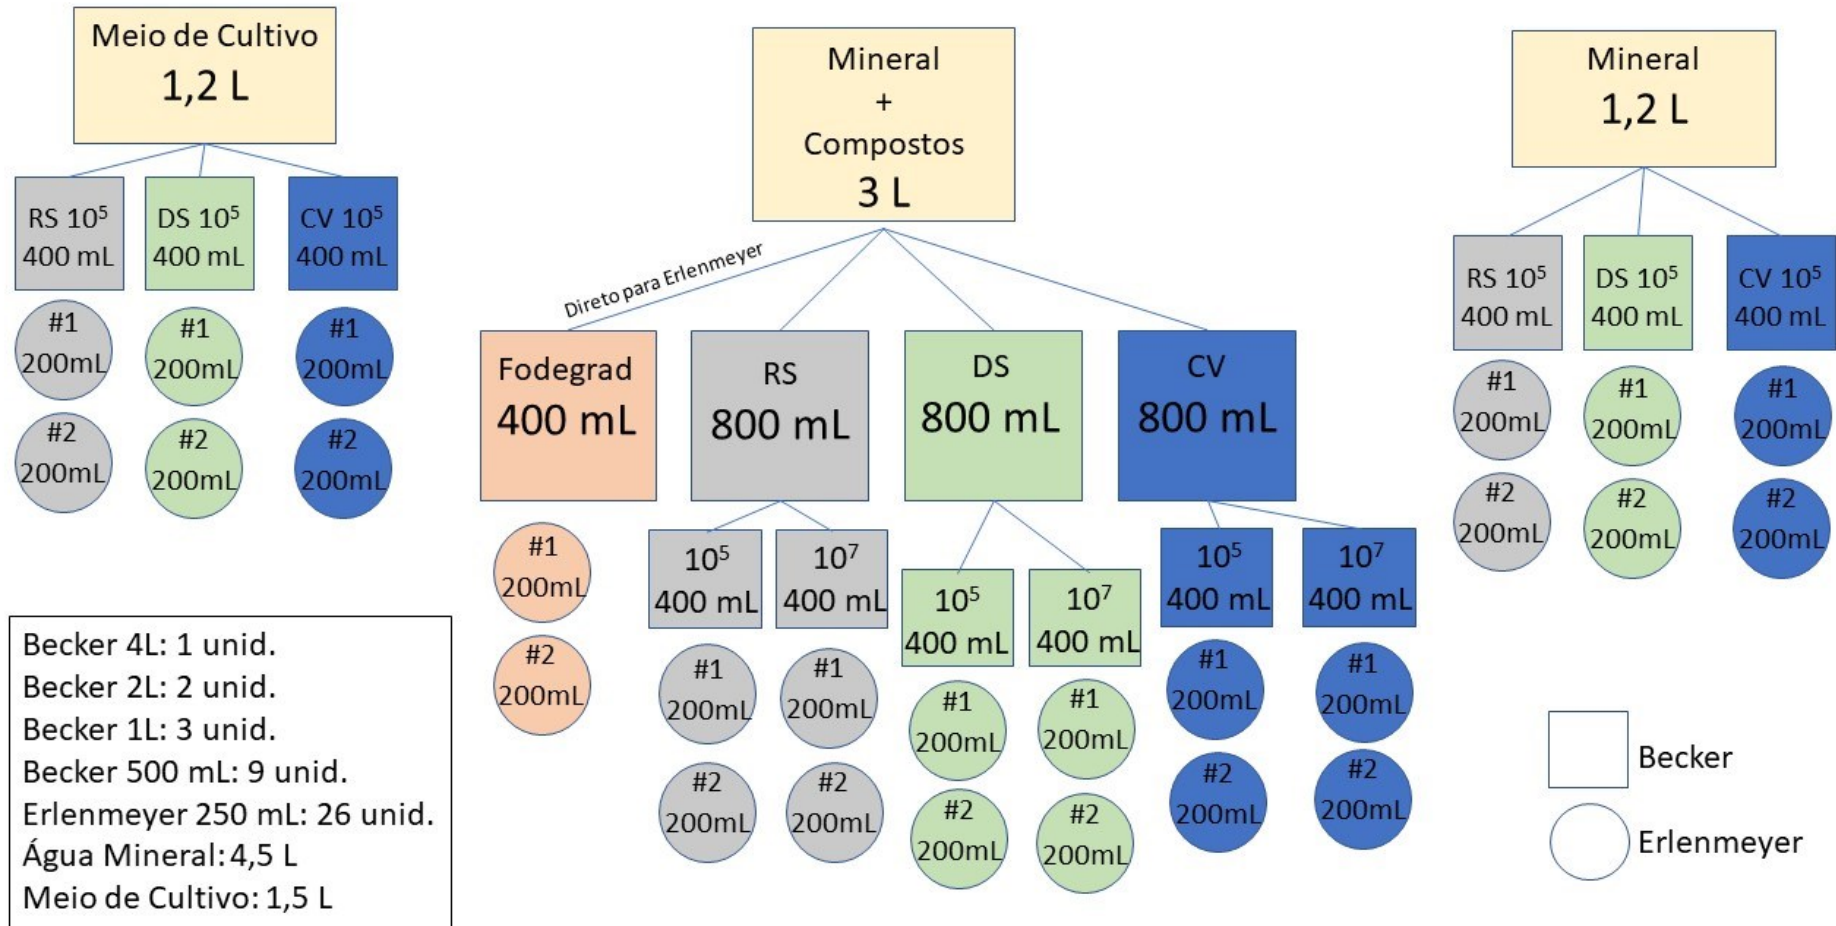 Meio de Cultivo
1,2 L
RS 10⁵
400 mL
DS 10⁵
400 mL
CV 10⁵
400 mL
#1
200mL
#1
200mL
#1
200mL
#2
200mL
#2
200mL
#2
200mL
Mineral
+
Compostos
3 L
Direto para Erlenmeyer
Fodegrad
400 mL
RS
800 mL
DS
800 mL
CV
800 mL
#1
200mL
#2
200mL
10⁵
400 mL
10⁷
400 mL
#1
200mL
#1
200mL
#2
200mL
#2
200mL
10⁵
400 mL
10⁷
400 mL
#1
200mL
#1
200mL
#2
200mL
#2
200mL
10⁵
400 mL
10⁷
400 mL
#1
200mL
#1
200mL
#2
200mL
#2
200mL
Mineral
1,2 L
RS 10⁵
400 mL
DS 10⁵
400 mL
CV 10⁵
400 mL
#1
200mL
#1
200mL
#1
200mL
#2
200mL
#2
200mL
#2
200mL
Becker 4L: 1 unid.
Becker 2L: 2 unid.
Becker 1L: 3 unid.
Becker 500 mL: 9 unid.
Erlenmeyer 250 mL: 26 unid.
Água Mineral: 4,5 L
Meio de Cultivo: 1,5 L
Becker
Erlenmeyer